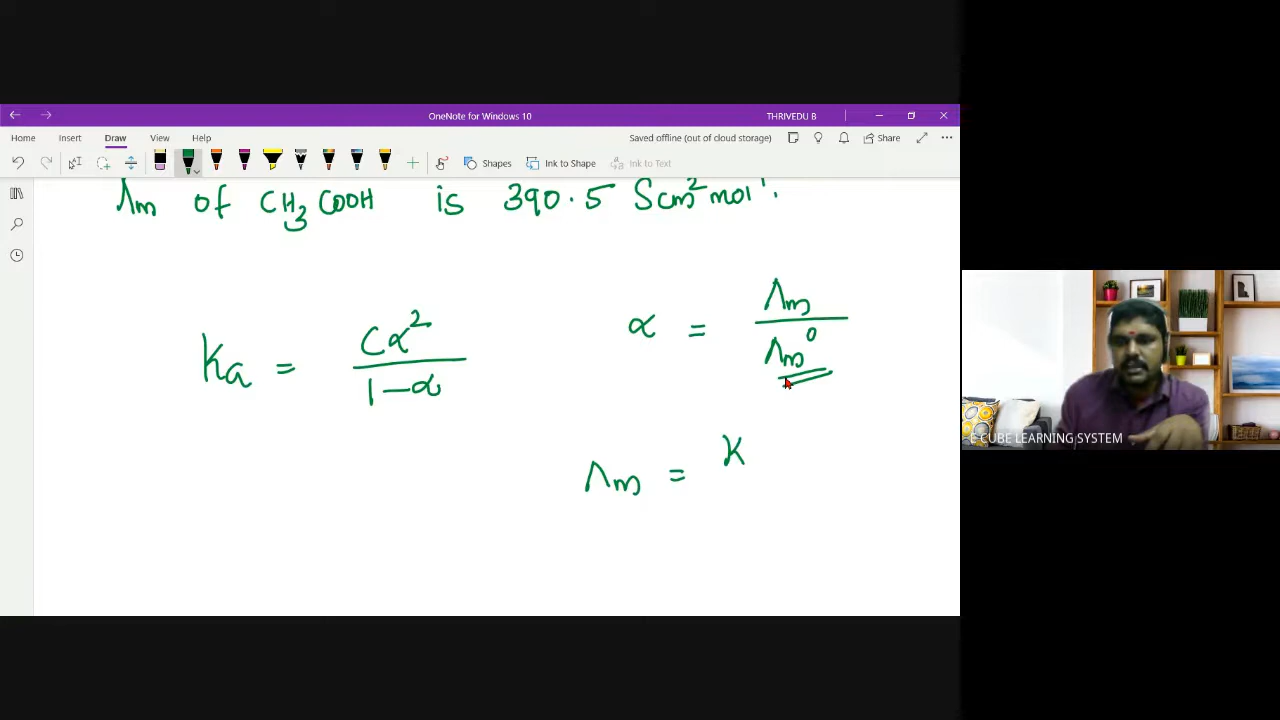 OneNote for Windows 10
THRIVEDU B
Home Insert Draw View Help
Saved offline (out of cloud storage)
Share
Shapes
Ink to Shape
Ink to Text
Λm of CH₃COOH is 390.5 Scm²mol⁻¹.
Ka = Cα² / 1-α
α = Λm / Λm⁰
Λm = K
E CUBE LEARNING SYSTEM